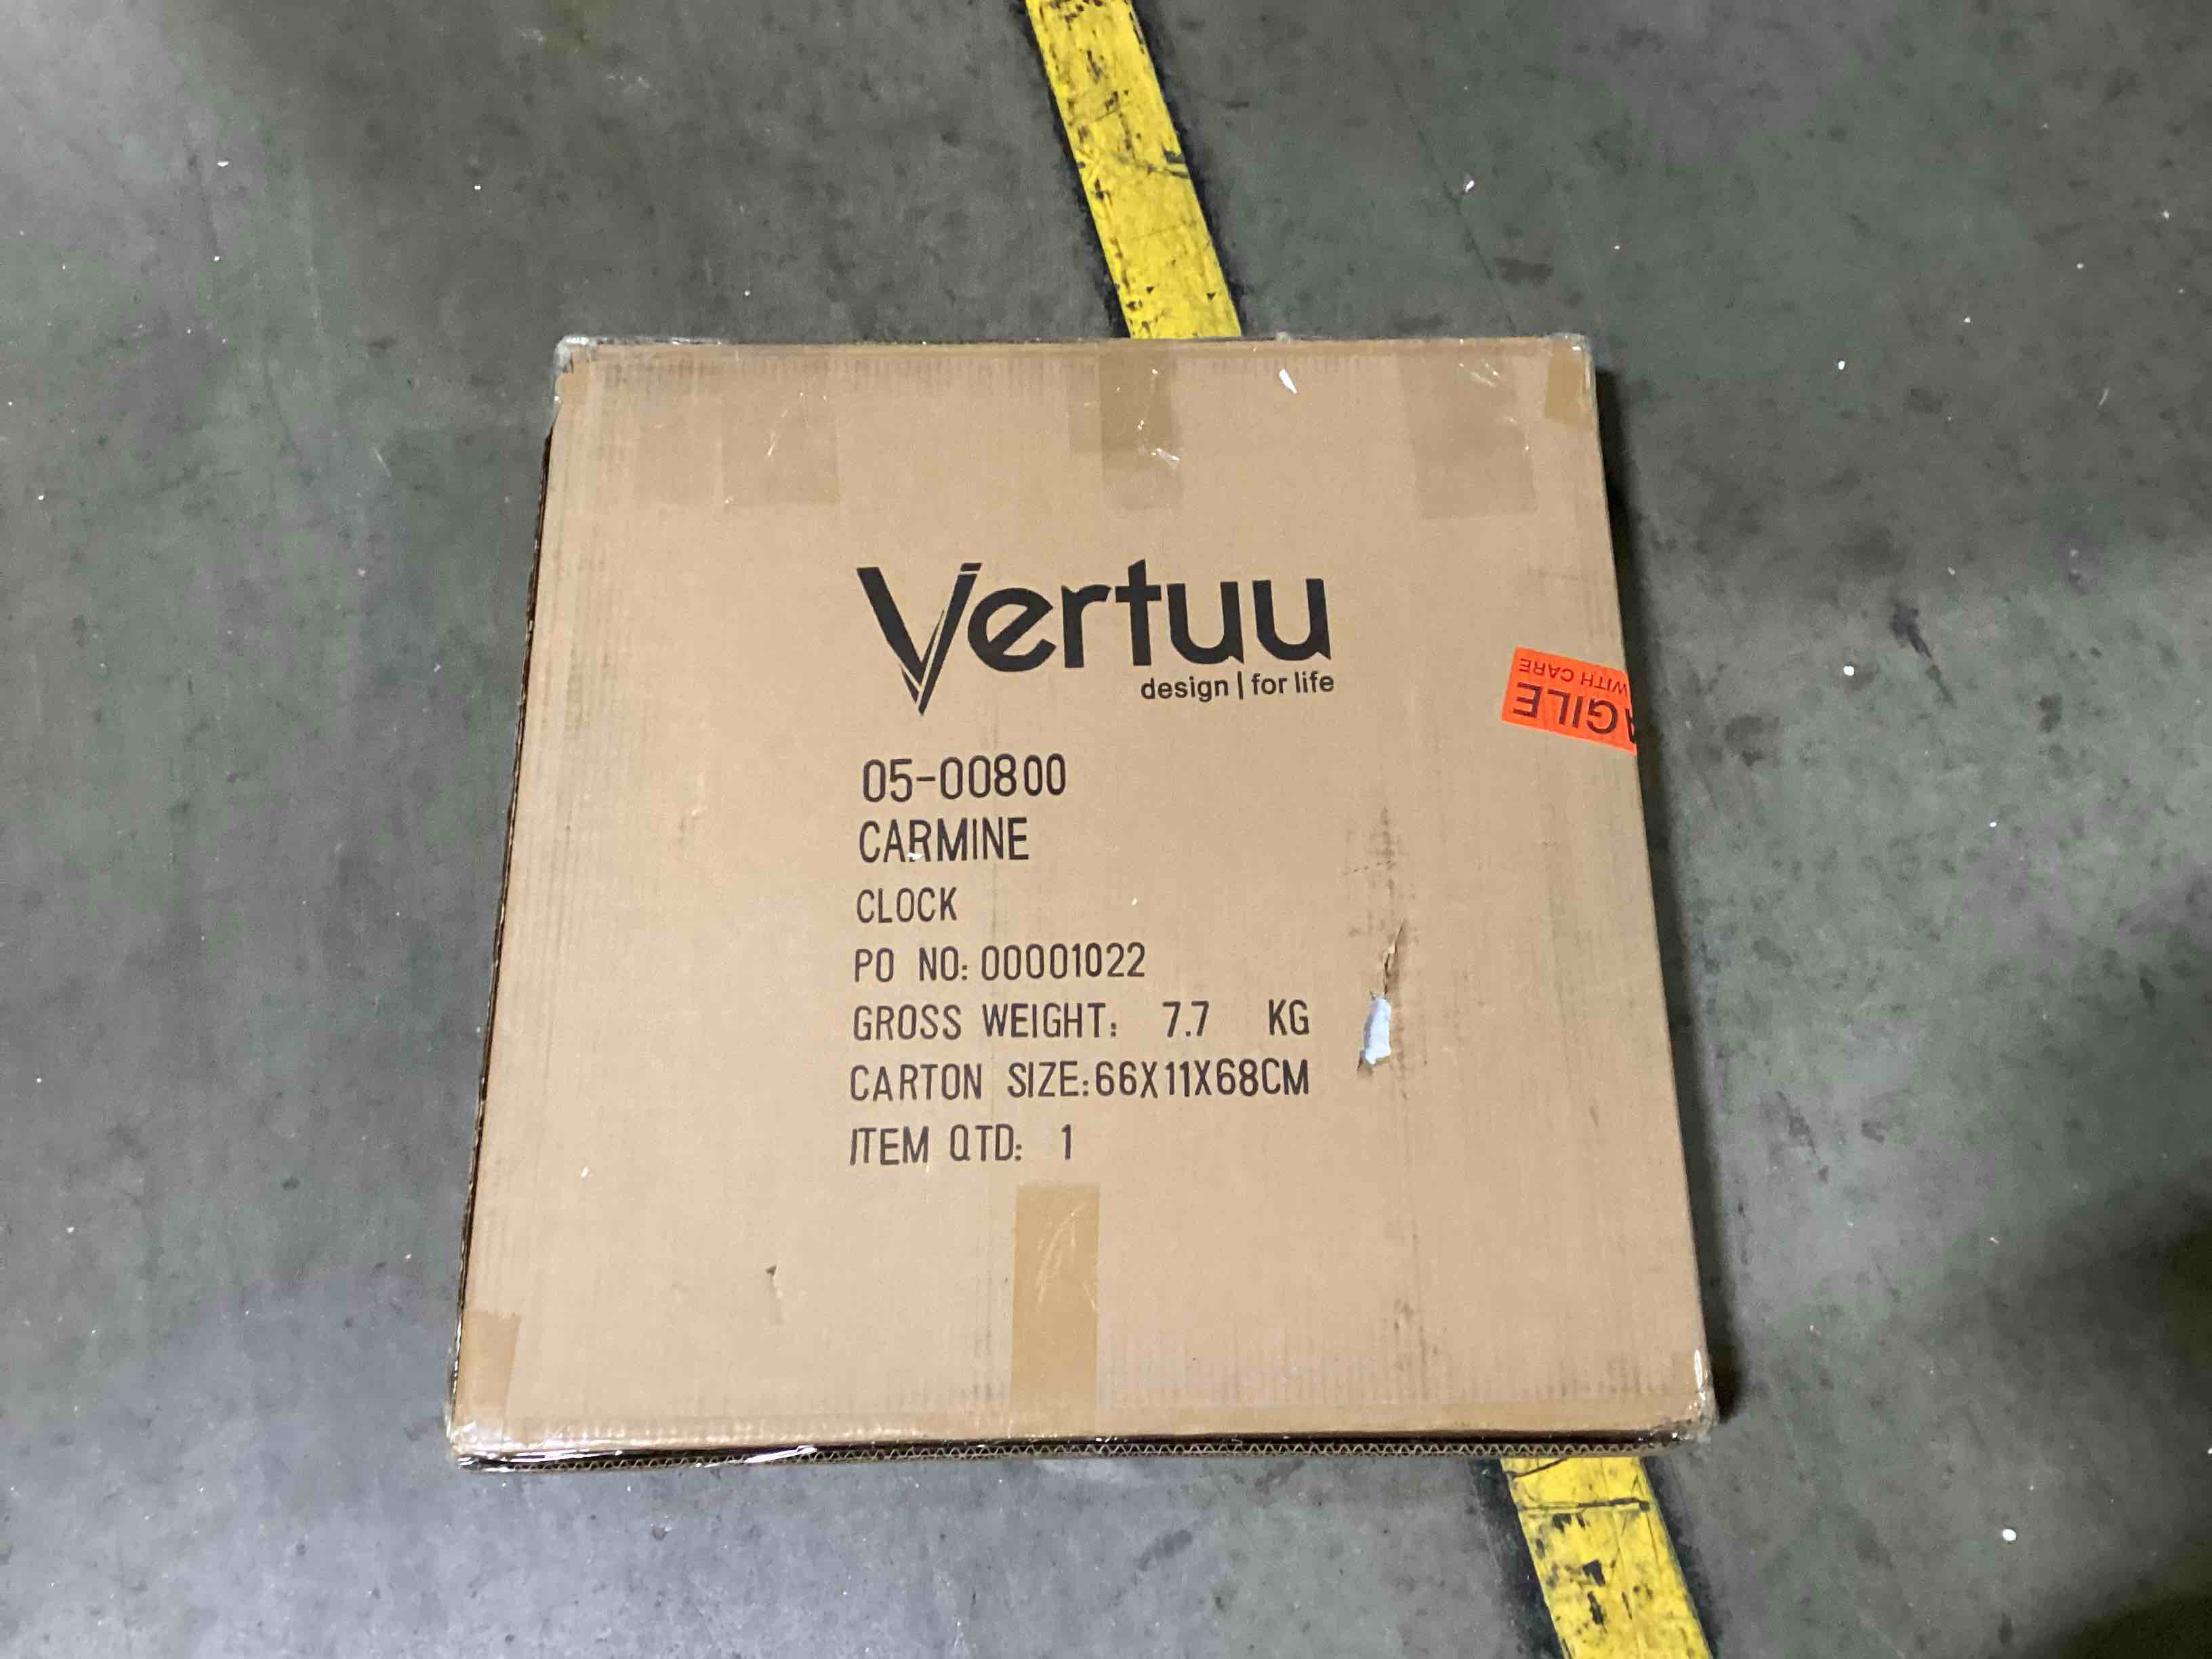 Vertuu
design | for life
05-00800
CARMINE
CLOCK
PO NO: 00001022
GROSS WEIGHT: 7.7 KG
CARTON SIZE:66X11X68CM
ITEM QTD: 1
AGILE
WITH CARE